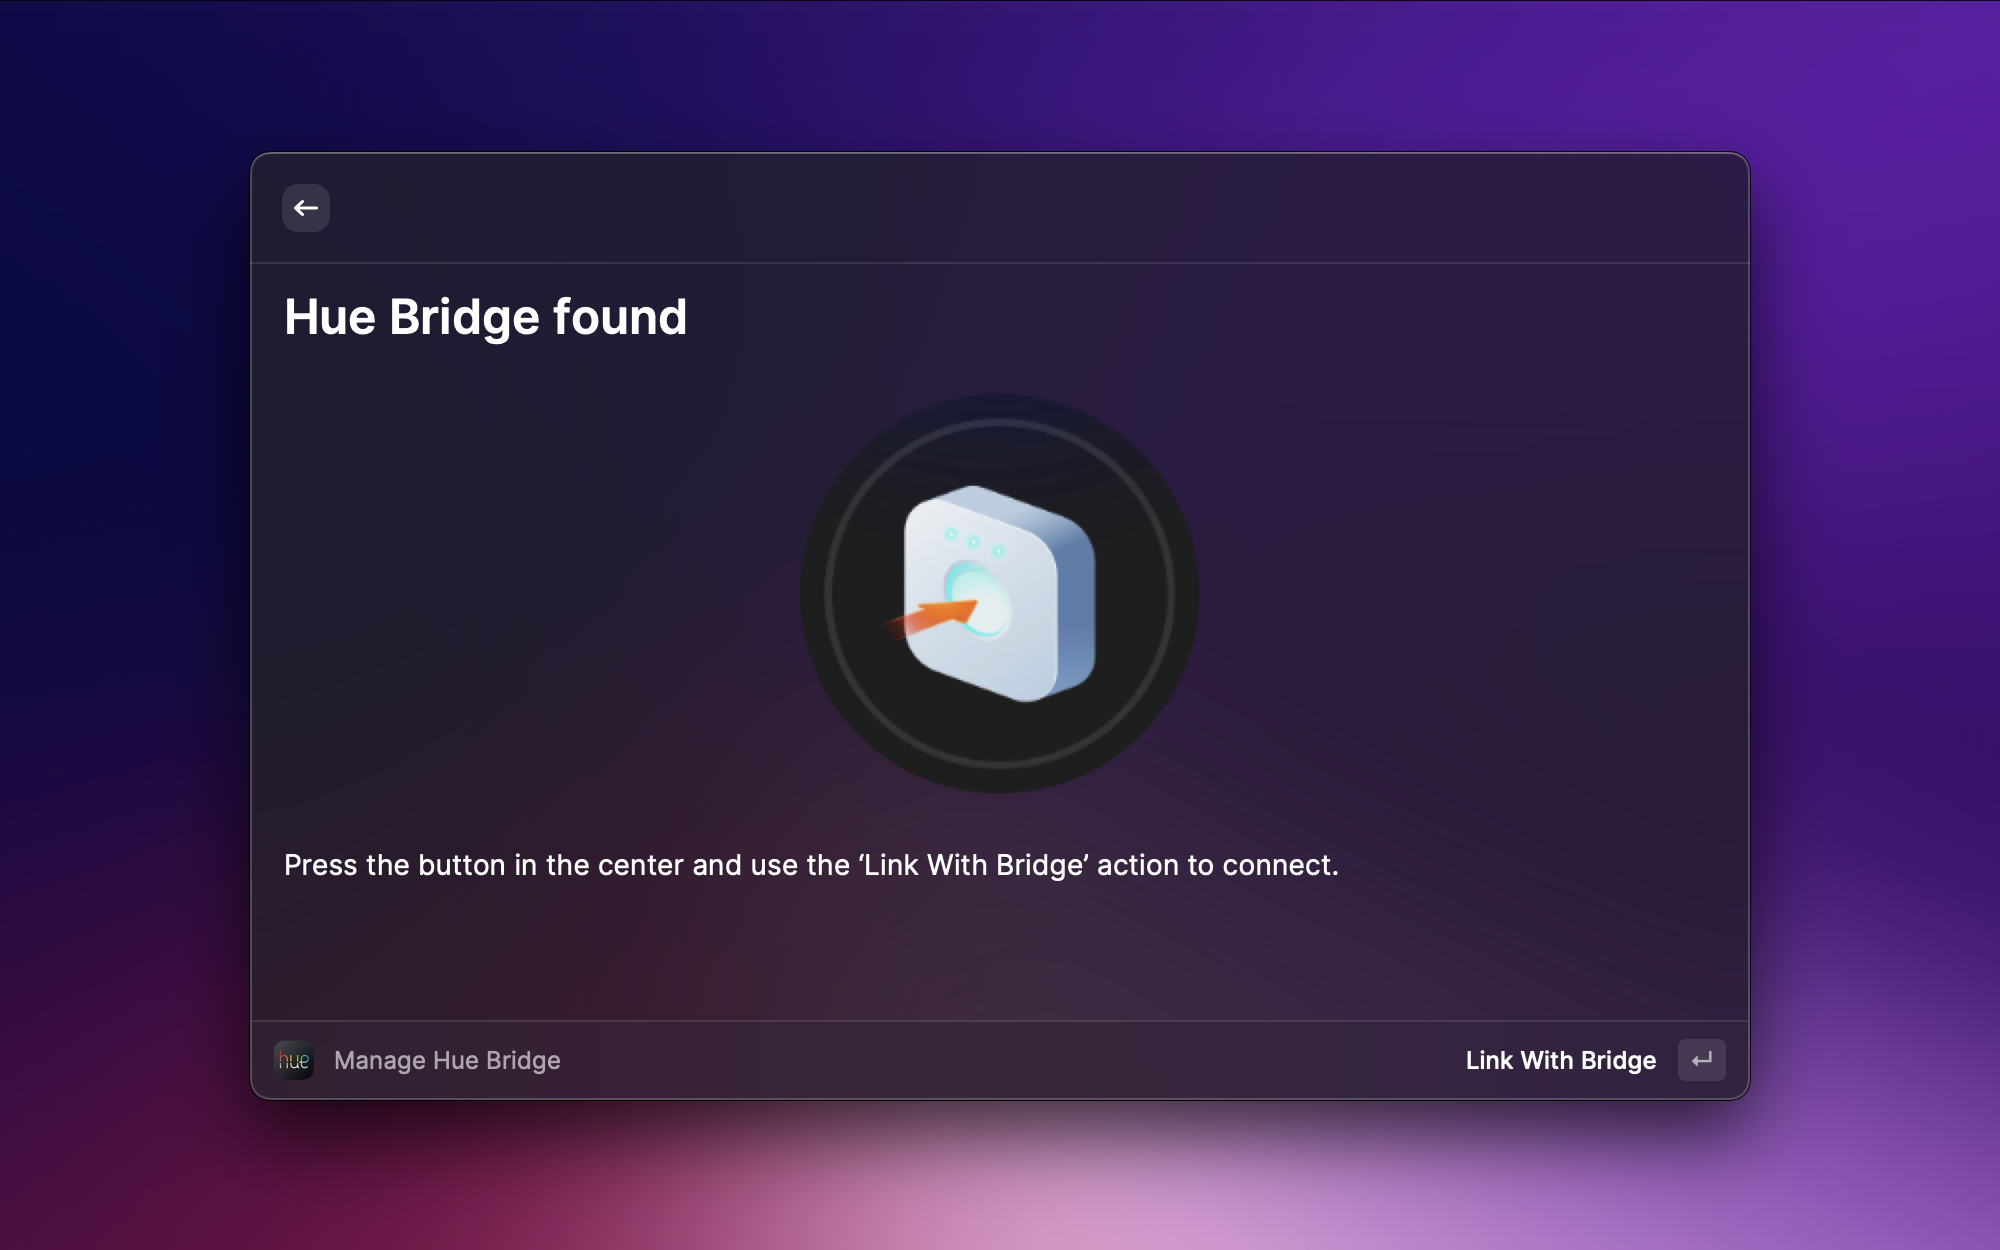 Hue Bridge found
Press the button in the center and use the ‘Link With Bridge’ action to connect.
hue Manage Hue Bridge
Link With Bridge